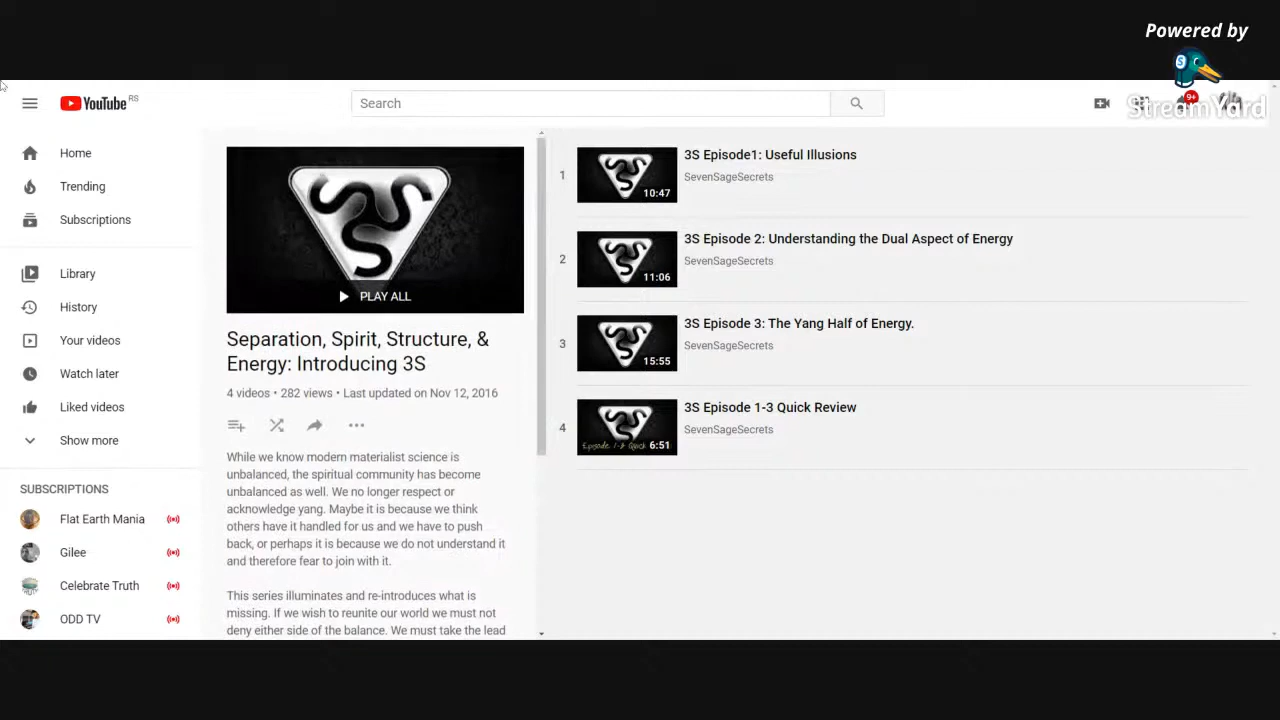 Powered by
StreamYard
YouTube RS
Search
9+
Home
Trending
Subscriptions
Library
History
Your videos
Watch later
Liked videos
Show more
SUBSCRIPTIONS
Flat Earth Mania
Gilee
Celebrate Truth
ODD TV
PLAY ALL
Separation, Spirit, Structure, &
Energy: Introducing 3S
4 videos • 282 views • Last updated on Nov 12, 2016
While we know modern materialist science is
unbalanced, the spiritual community has become
unbalanced as well. We no longer respect or
acknowledge yang. Maybe it is because we think
others have it handled for us and we have to push
back, or perhaps it is because we do not understand it
and therefore fear to join with it.
This series illuminates and re-introduces what is
missing. If we wish to reunite our world we must not
deny either side of the balance. We must take the lead
1
10:47
3S Episode1: Useful Illusions
SevenSageSecrets
2
11:06
3S Episode 2: Understanding the Dual Aspect of Energy
SevenSageSecrets
3
15:55
3S Episode 3: The Yang Half of Energy.
SevenSageSecrets
4
Episode 1-3 Quick
6:51
3S Episode 1-3 Quick Review
SevenSageSecrets